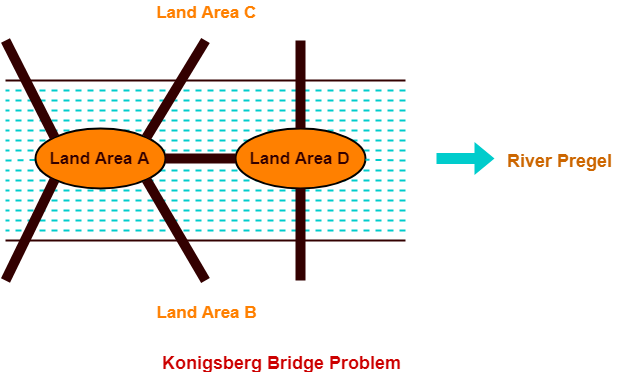 Land Area C
Land Area A
Land Area D
River Pregel
Land Area B
Konigsberg Bridge Problem